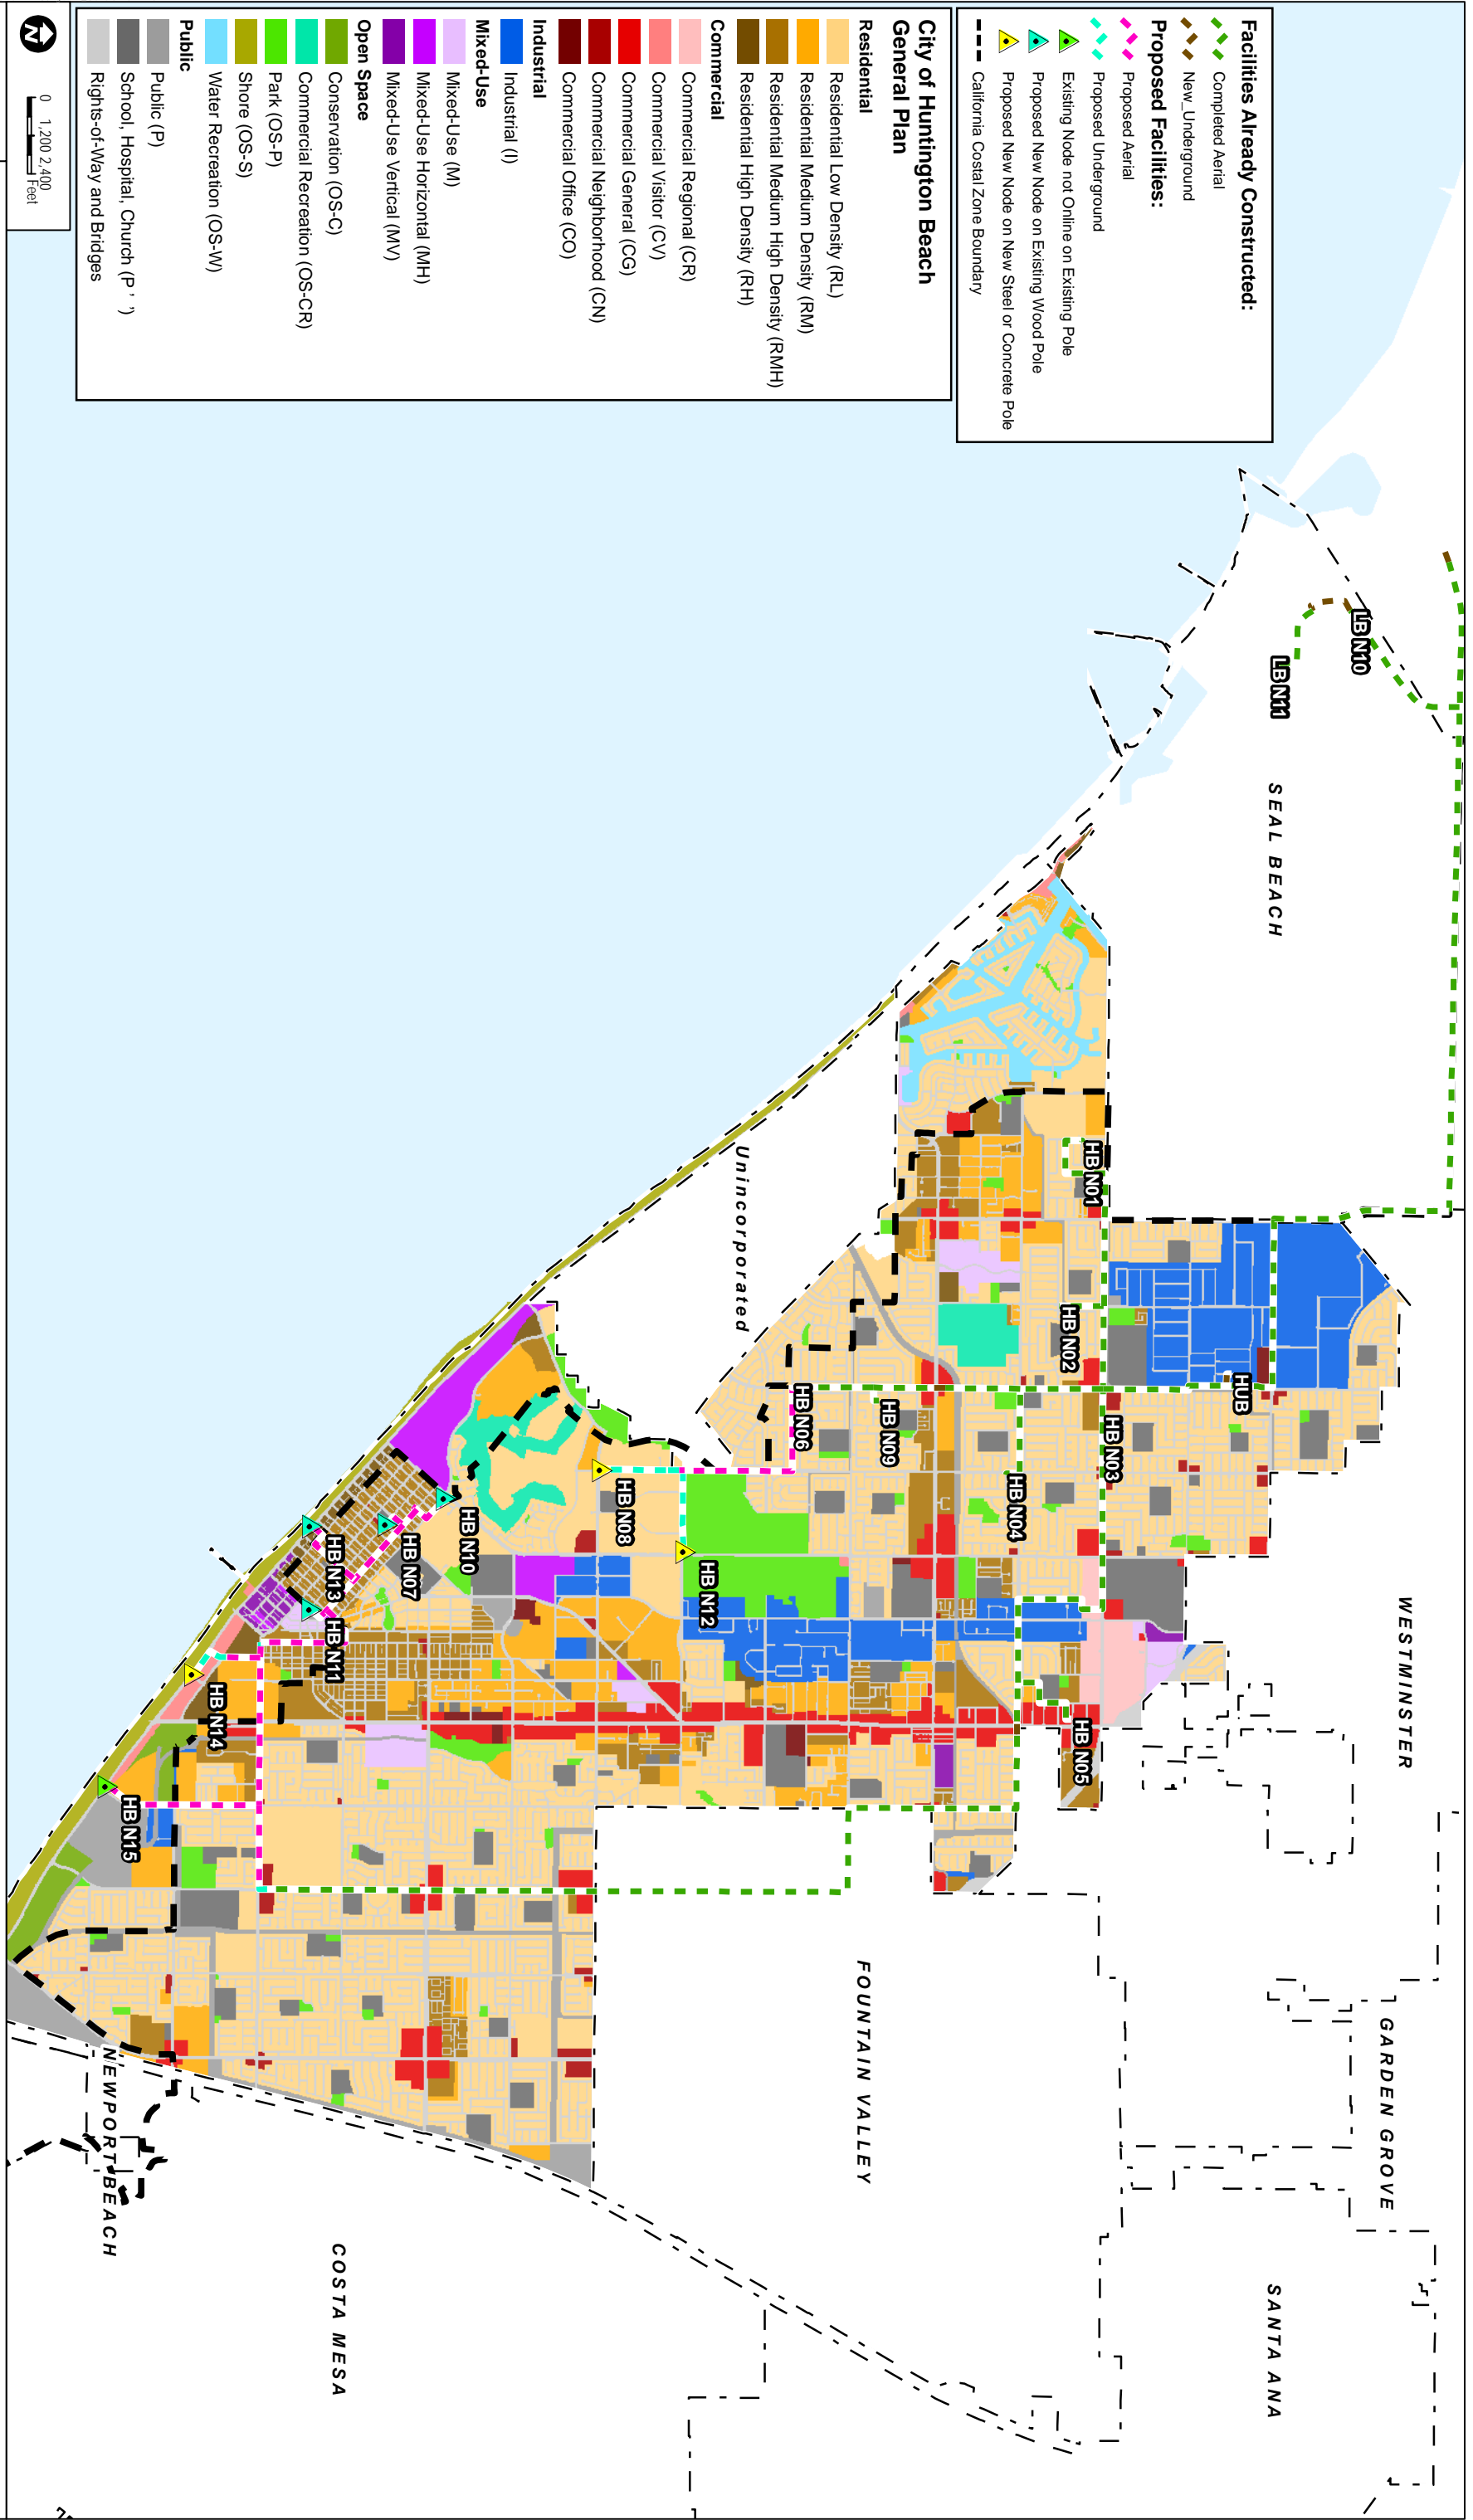 Facilities Already Constructed:
Completed Aerial
New_Underground
Proposed Facilities:
Proposed Aerial
Proposed Underground
Existing Node not Online on Existing Pole
Proposed New Node on Existing Wood Pole
Proposed New Node on New Steel or Concrete Pole
California Costal Zone Boundary
City of Huntington Beach
General Plan
Residential
Residential Low Density (RL)
Residential Medium Density (RM)
Residential Medium High Density (RMH)
Residential High Density (RH)
Commercial
Commercial Regional (CR)
Commercial Visitor (CV)
Commercial General (CG)
Commercial Neighborhood (CN)
Commercial Office (CO)
Industrial
Industrial (I)
Mixed-Use
Mixed-Use (M)
Mixed-Use Horizontal (MH)
Mixed-Use Vertical (MV)
Open Space
Conservation (OS-C)
Commercial Recreation (OS-CR)
Park (OS-P)
Shore (OS-S)
Water Recreation (OS-W)
Public
Public (P)
School, Hospital, Church (P ' ')
Rights-of-Way and Bridges
N
0 1,200 2,400
Feet
LB N10
LB N11
SEAL BEACH
WESTMINSTER
GARDEN GROVE
SANTA ANA
HB N01
HB N02
HUB
HB N03
HB N04
HB N05
Unincorporated
HB N06
HB N09
HB N08
HB N12
FOUNTAIN VALLEY
HB N10
HB N07
HB N13
HB N11
HB N14
HB N15
COSTA MESA
NEWPORT BEACH